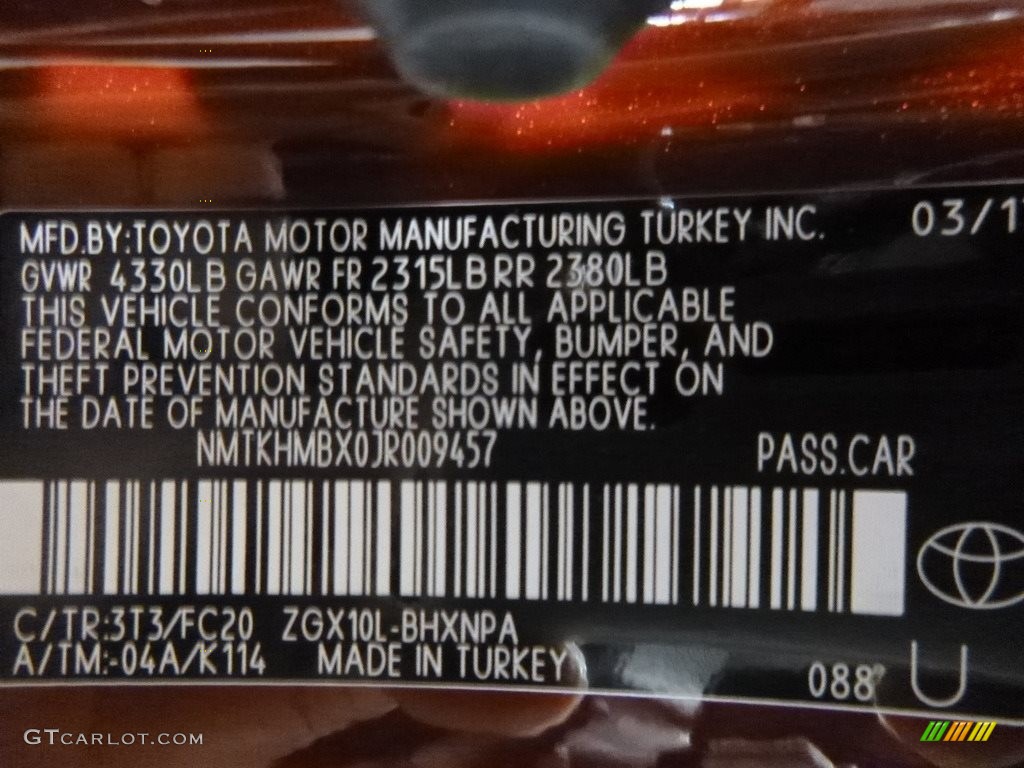 MFD.BY:TOYOTA MOTOR MANUFACTURING TURKEY INC. 03/1
GVWR 4330LB GAWR FR 2315LB RR 2380LB
THIS VEHICLE CONFORMS TO ALL APPLICABLE
FEDERAL MOTOR VEHICLE SAFETY, BUMPER, AND
THEFT PREVENTION STANDARDS IN EFFECT ON
THE DATE OF MANUFACTURE SHOWN ABOVE.
NMTKHMBX0JR009457 PASS.CAR
C/TR:3T3/FC20 ZGX10L-BHXNPA
A/TM:-04A/K114 MADE IN TURKEY
088 U
GTCARLOT.COM